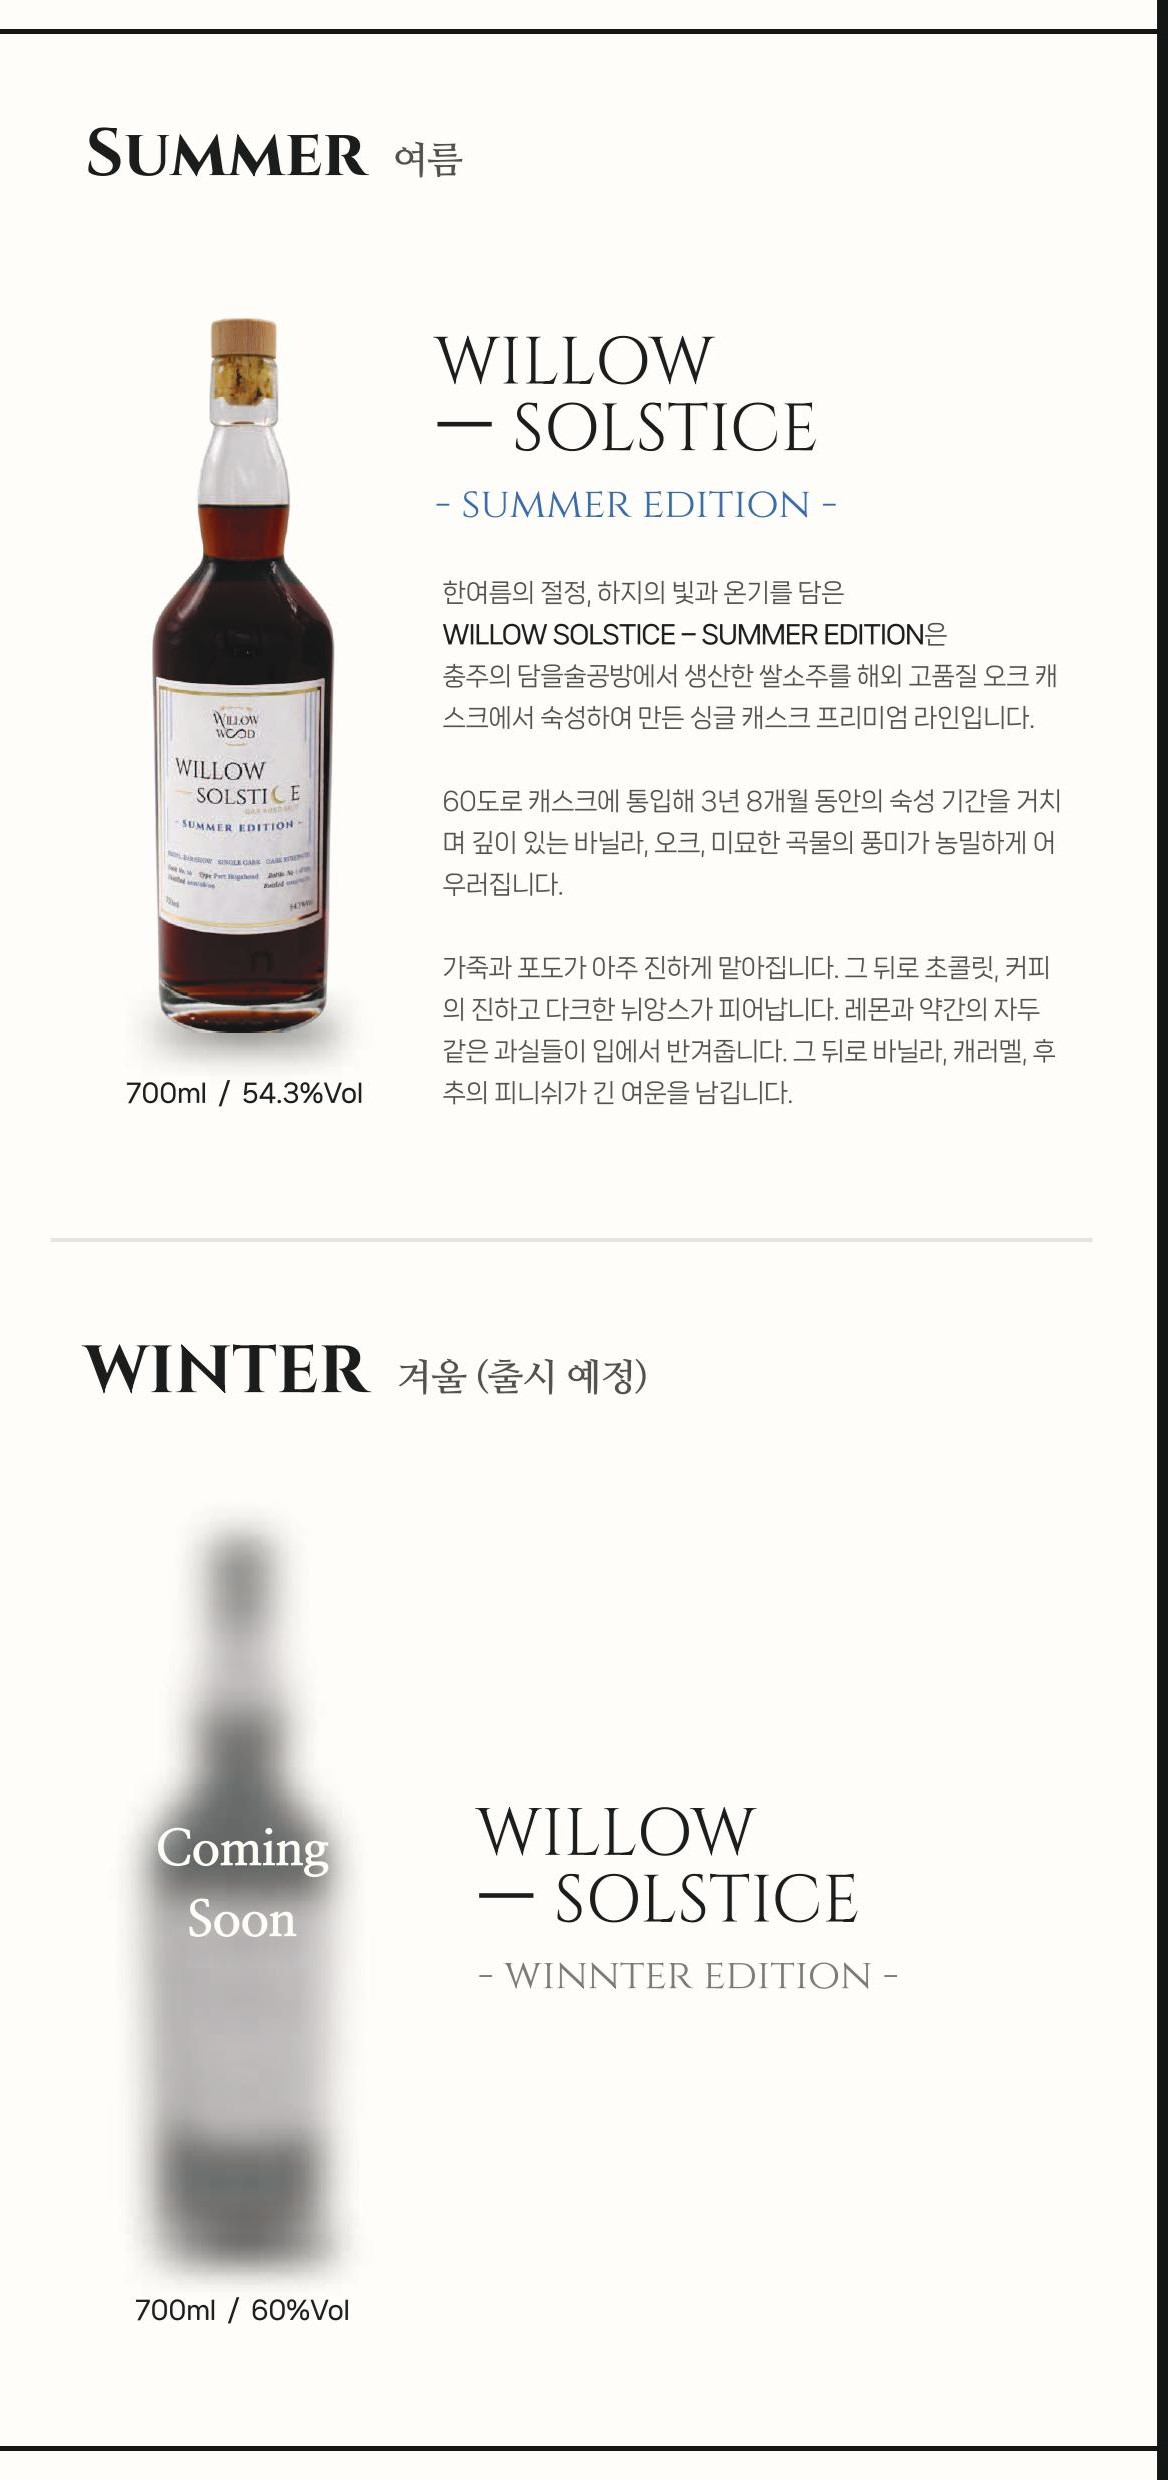 SUMMER 여름
WILLOW
— SOLSTICE
- SUMMER EDITION -
한여름의 절정, 하지의 빛과 온기를 담은
WILLOW SOLSTICE – SUMMER EDITION은
충주의 담을술공방에서 생산한 쌀소주를 해외 고품질 오크 캐
스크에서 숙성하여 만든 싱글 캐스크 프리미엄 라인입니다.
60도로 캐스크에 통입해 3년 8개월 동안의 숙성 기간을 거치
며 깊이 있는 바닐라, 오크, 미묘한 곡물의 풍미가 농밀하게 어
우러집니다.
가죽과 포도가 아주 진하게 맡아집니다. 그 뒤로 초콜릿, 커피
의 진하고 다크한 뉘앙스가 피어납니다. 레몬과 약간의 자두
같은 과실들이 입에서 반겨줍니다. 그 뒤로 바닐라, 캐러멜, 후
추의 피니쉬가 긴 여운을 남깁니다.
WILLOW
WOOD
WILLOW
— SOLSTICE
- SUMMER EDITION -
SINGLE CASK CASK STRENGTH
Type Port Hogshead Bottle No
700ml / 54.3%Vol
WINTER 겨울 (출시 예정)
Coming
Soon
WILLOW
— SOLSTICE
- WINNTER EDITION -
700ml / 60%Vol